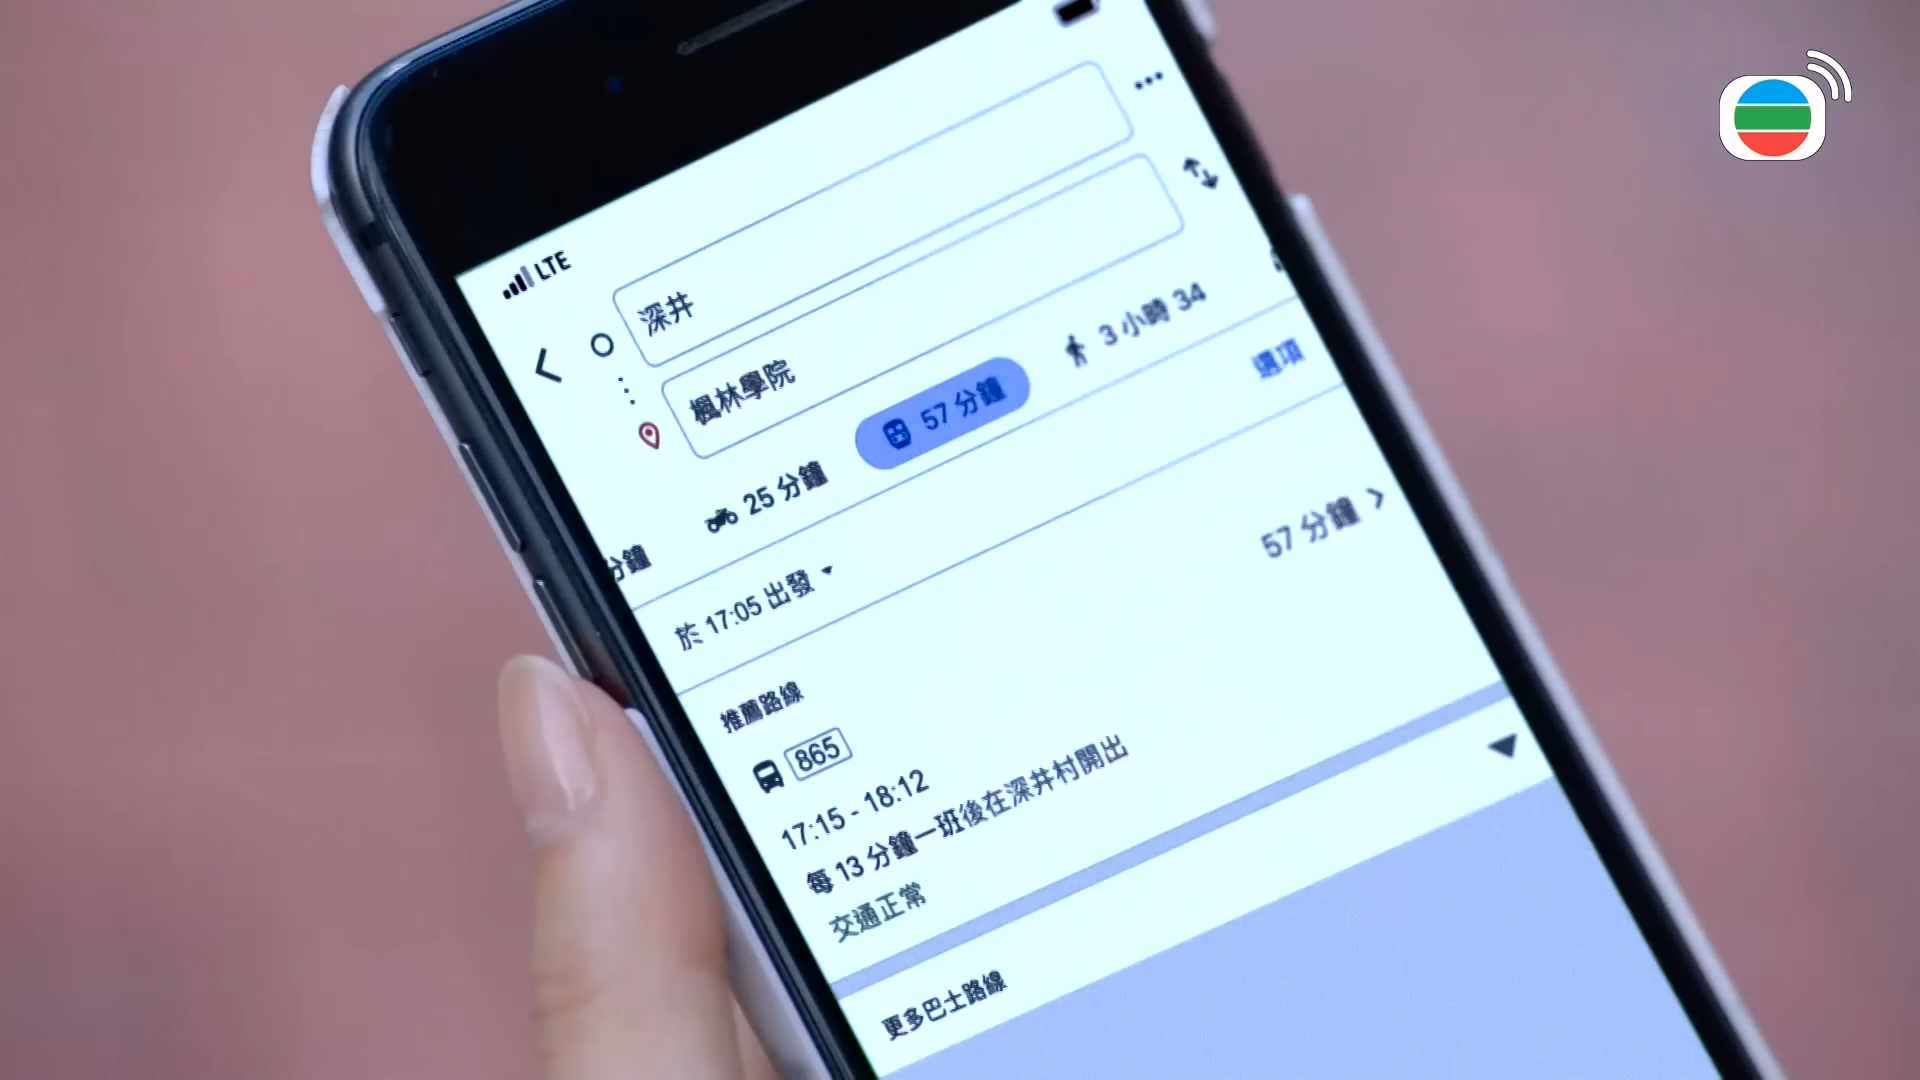 LTE
深井
楓林學院
分鐘
25 分鐘
57 分鐘
3 小時 34
於 17:05 出發
選項
推薦路線
57 分鐘
865
17:15 - 18:12
每 13 分鐘一班後在深井村開出
交通正常
更多巴士路線